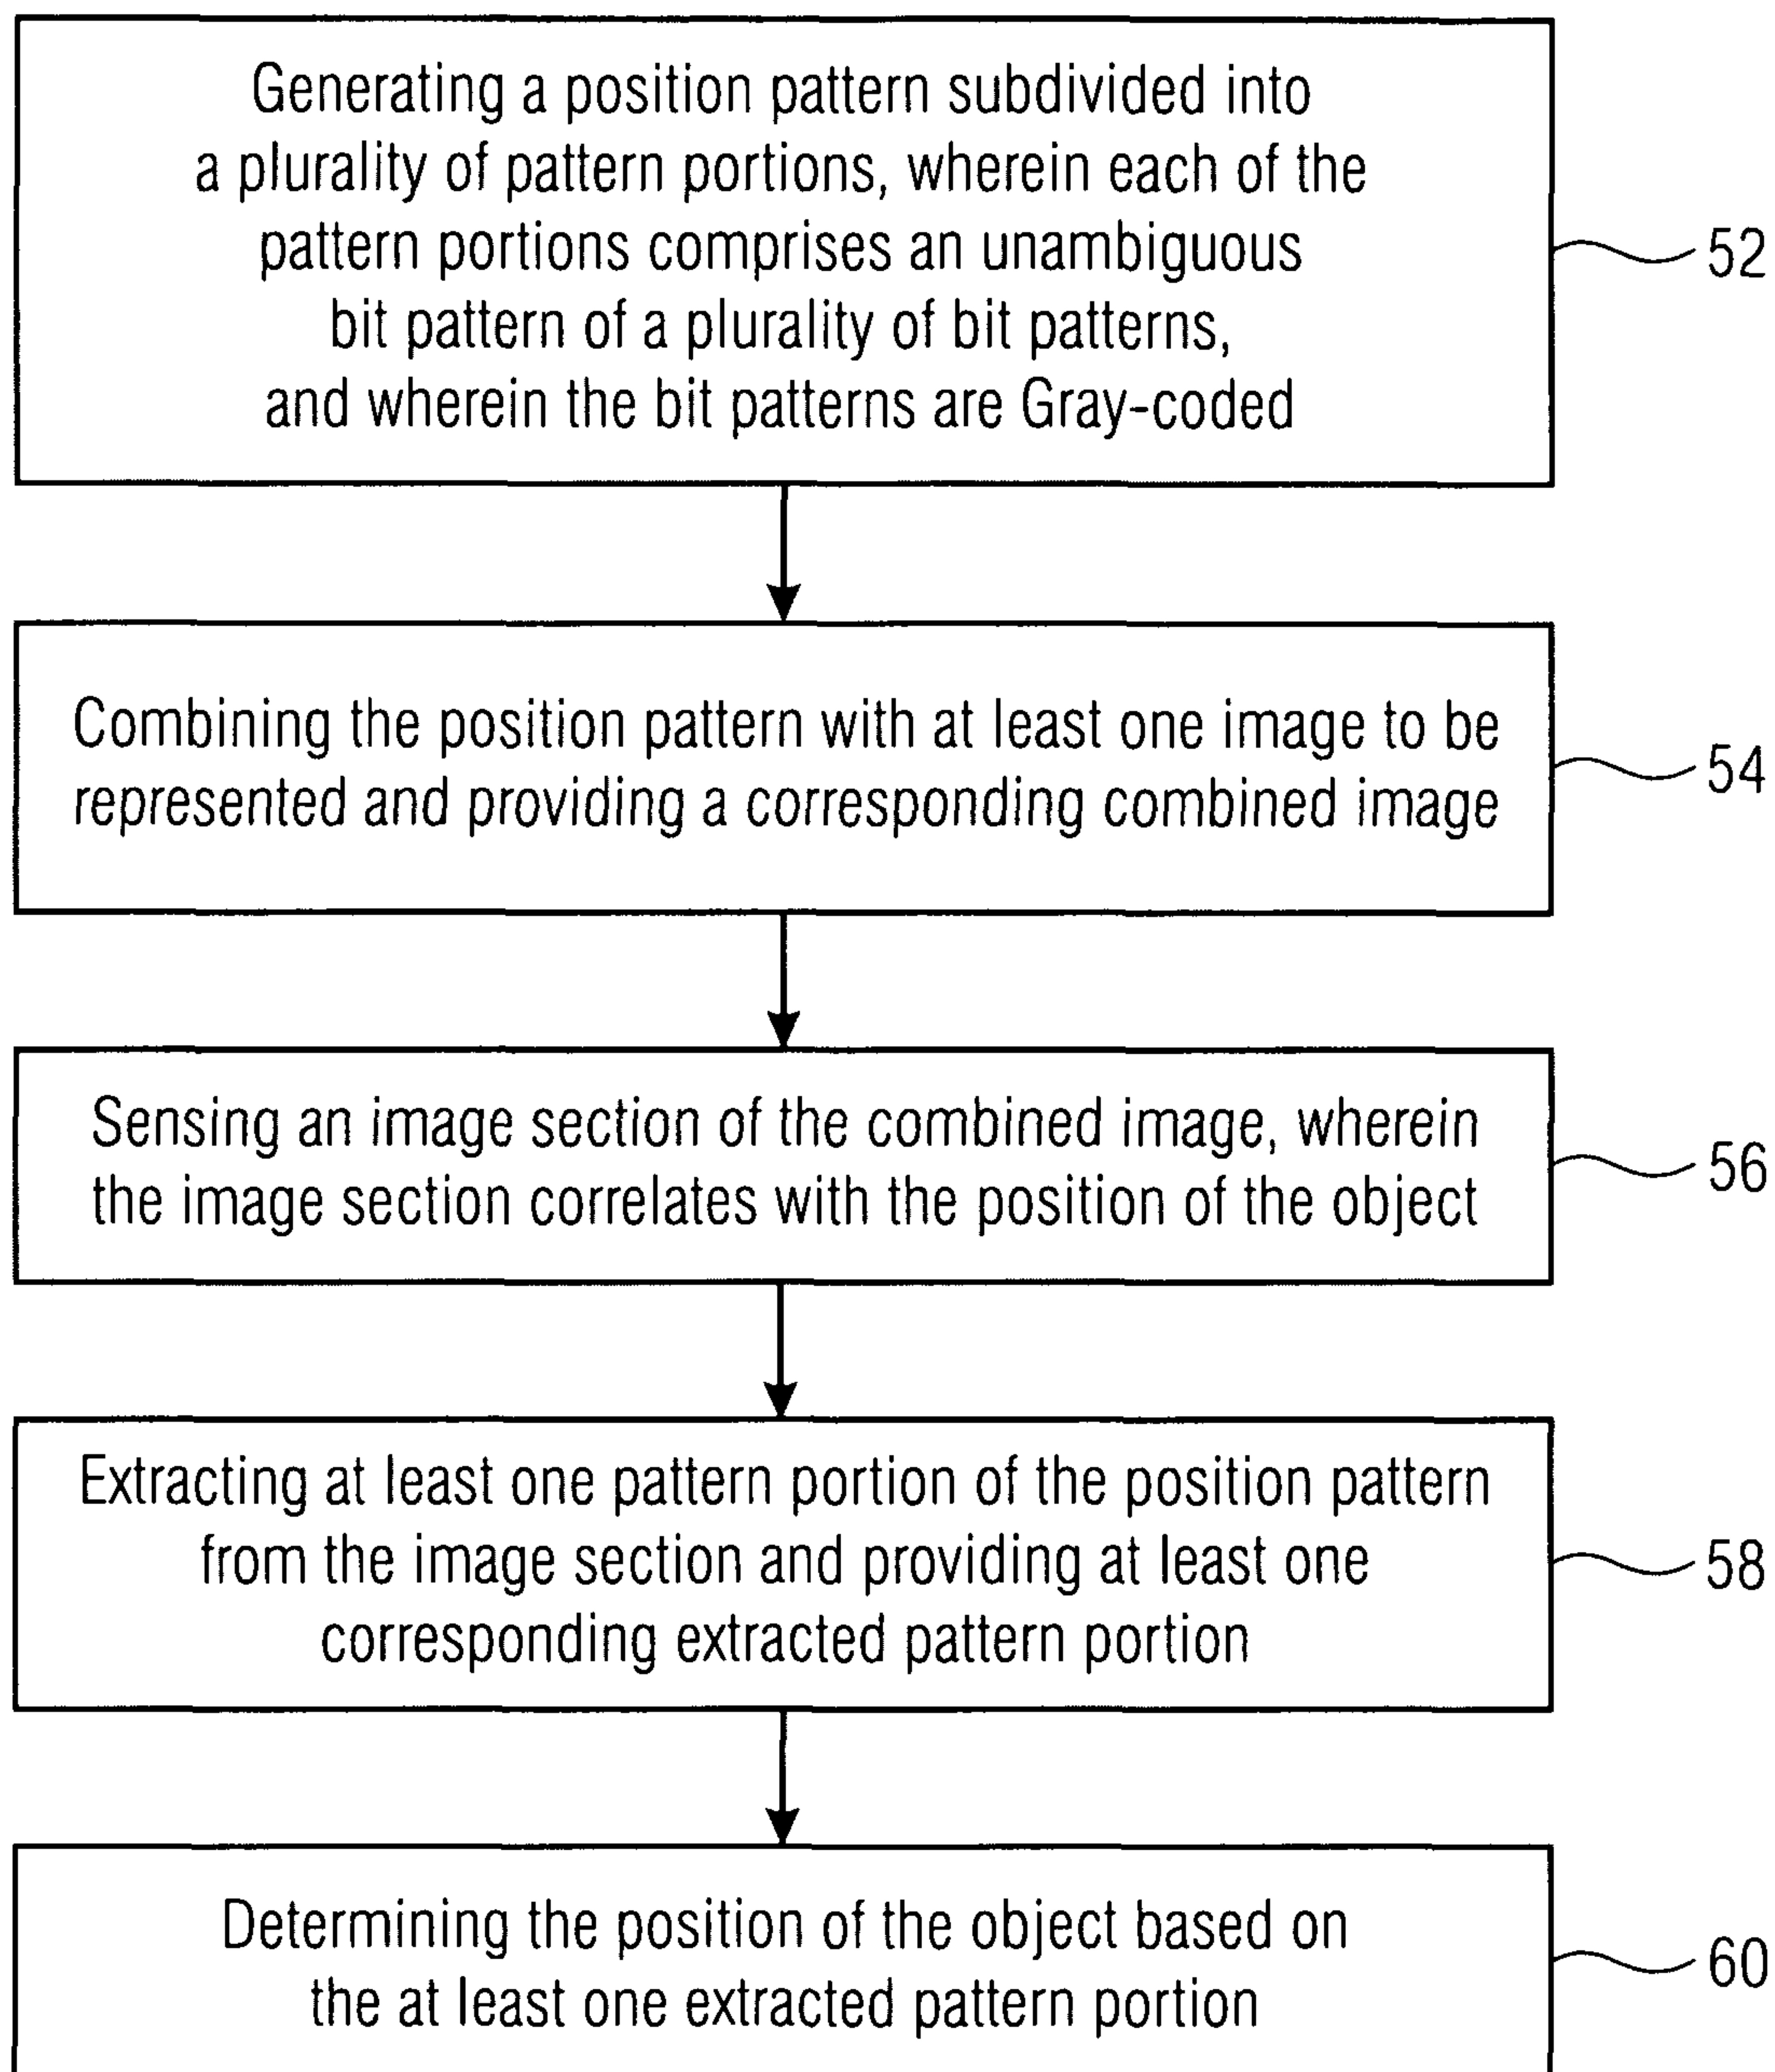 Generating a position pattern subdivided into
a plurality of pattern portions, wherein each of the
pattern portions comprises an unambiguous
bit pattern of a plurality of bit patterns,
and wherein the bit patterns are Gray-coded
52
Combining the position pattern with at least one image to be
represented and providing a corresponding combined image
54
Sensing an image section of the combined image, wherein
the image section correlates with the position of the object
56
Extracting at least one pattern portion of the position pattern
from the image section and providing at least one
corresponding extracted pattern portion
58
Determining the position of the object based on
the at least one extracted pattern portion
60